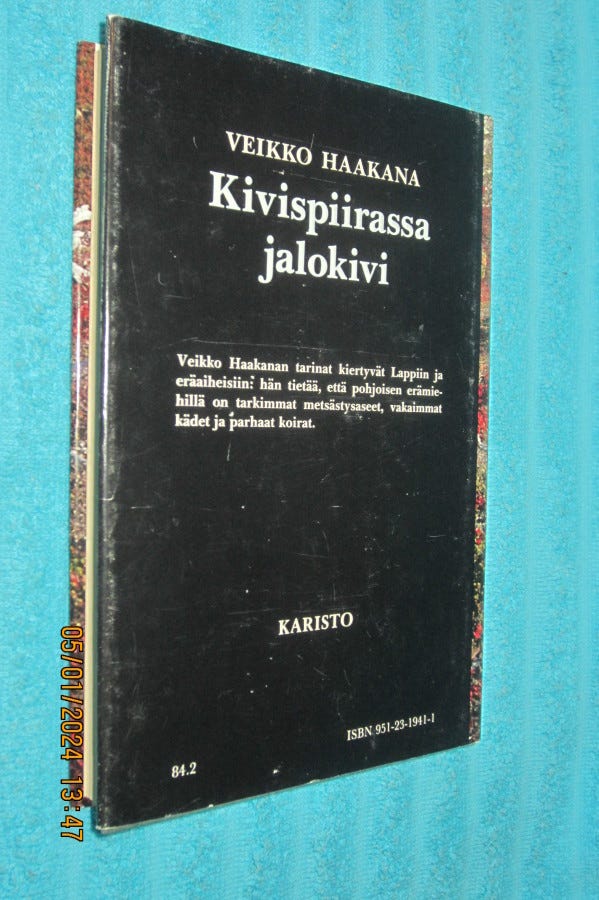 VEIKKO HAAKANA
Kivispiirassa
jalokivi
Veikko Haakanan tarinat kiertyvät Lappiin ja
eräaiheisiin: hän tietää, että pohjoisen erämie-
hillä on tarkimmat metsästysaseet, vakaimmat
kädet ja parhaat koirat.
KARISTO
ISBN 951-23-1941-1
84.2
05/01/2024 13:47